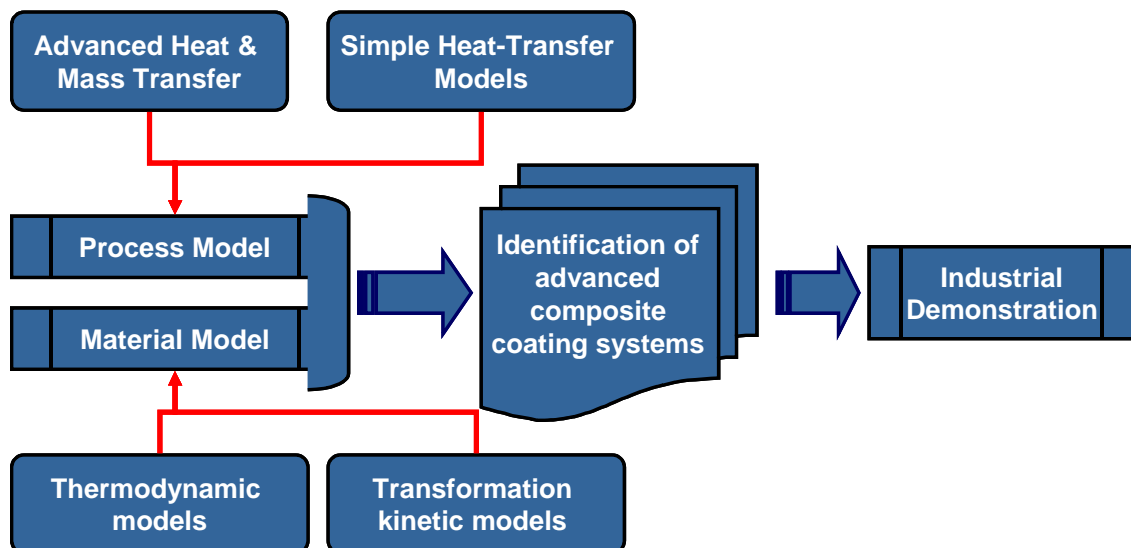 Advanced Heat &
Mass Transfer
Simple Heat-Transfer
Models
Process Model
Material Model
Identification of
advanced
composite
coating systems
Industrial
Demonstration
Thermodynamic
models
Transformation
kinetic models